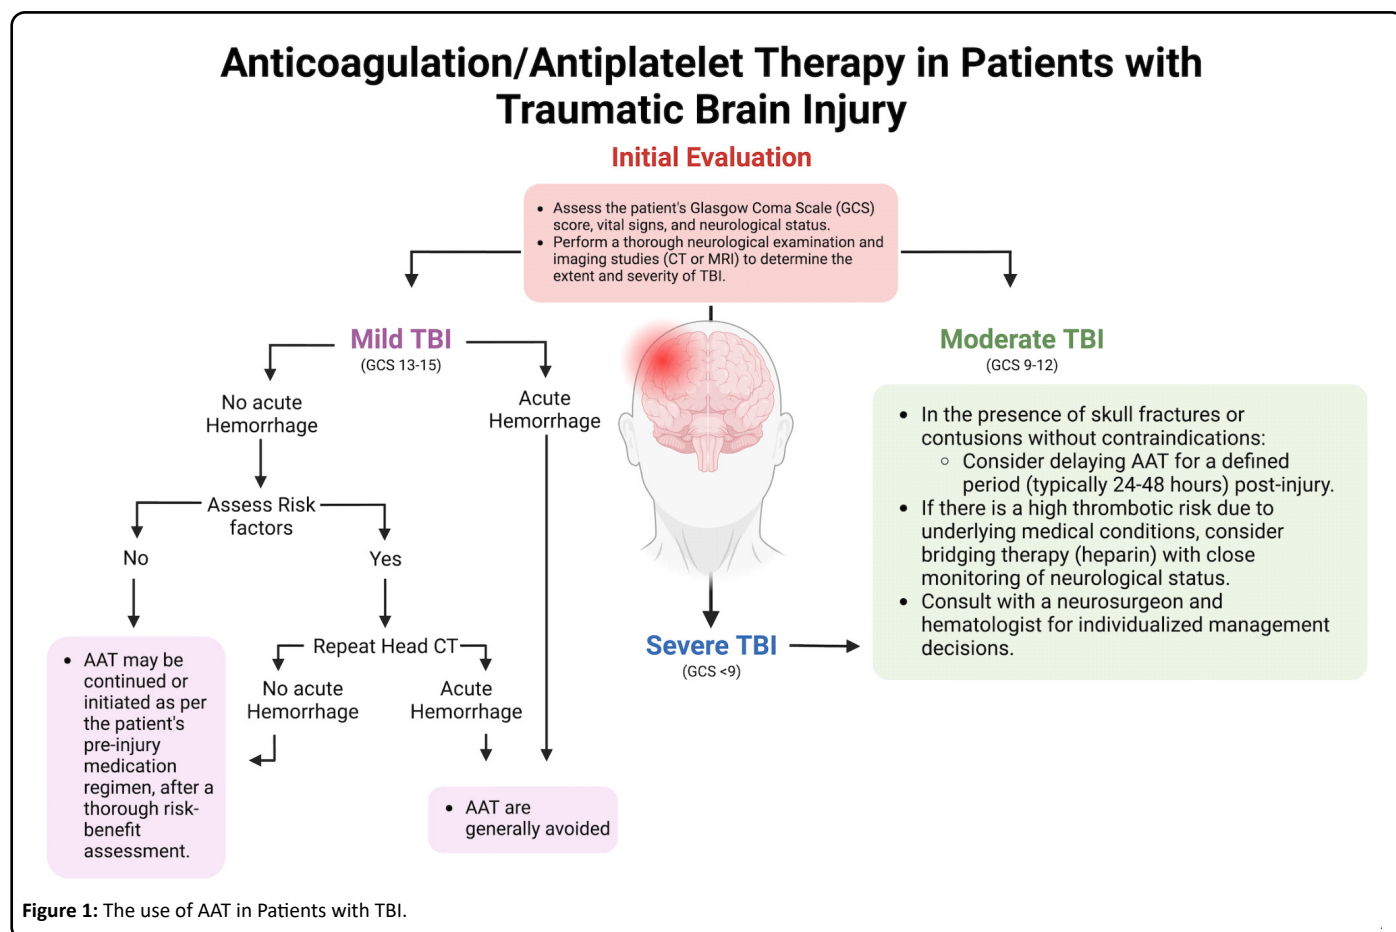 Anticoagulation/Antiplatelet Therapy in Patients with
Traumatic Brain Injury
Initial Evaluation
• Assess the patient's Glasgow Coma Scale (GCS)
score, vital signs, and neurological status.
• Perform a thorough neurological examination and
imaging studies (CT or MRI) to determine the
extent and severity of TBI.
Mild TBI
(GCS 13-15)
No acute
Hemorrhage
Acute
Hemorrhage
Assess Risk
factors
No
Yes
Repeat Head CT
No acute
Hemorrhage
Acute
Hemorrhage
• AAT may be
continued or
initiated as per
the patient's
pre-injury
medication
regimen, after a
thorough risk-
benefit
assessment.
• AAT are
generally avoided
Severe TBI
(GCS <9)
Moderate TBI
(GCS 9-12)
• In the presence of skull fractures or
contusions without contraindications:
○ Consider delaying AAT for a defined
period (typically 24-48 hours) post-injury.
• If there is a high thrombotic risk due to
underlying medical conditions, consider
bridging therapy (heparin) with close
monitoring of neurological status.
• Consult with a neurosurgeon and
hematologist for individualized management
decisions.
Figure 1: The use of AAT in Patients with TBI.